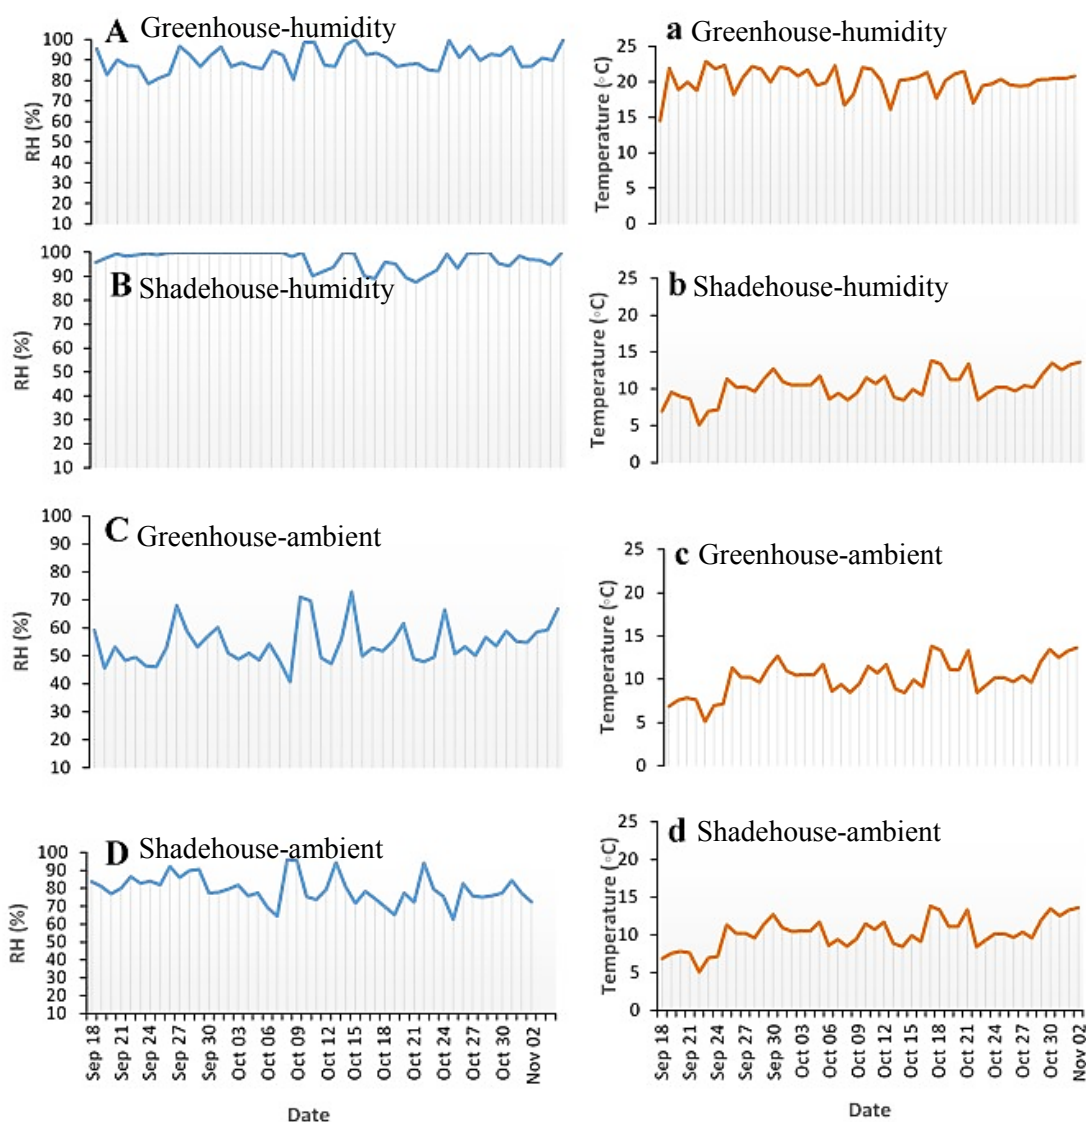 A Greenhouse-humidity
RH (%)
100
90
80
70
60
50
40
30
20
10
a Greenhouse-humidity
Temperature (◦C)
25
20
15
10
5
0
B Shadehouse-humidity
RH (%)
100
90
80
70
60
50
40
30
20
10
b Shadehouse-humidity
Temperature (◦C)
25
20
15
10
5
0
C Greenhouse-ambient
RH (%)
100
90
80
70
60
50
40
30
20
10
c Greenhouse-ambient
Temperature (◦C)
25
20
15
10
5
0
D Shadehouse-ambient
RH (%)
100
90
80
70
60
50
40
30
20
10
Sep 18
Sep 21
Sep 24
Sep 27
Sep 30
Oct 03
Oct 06
Oct 09
Oct 12
Oct 15
Oct 18
Oct 21
Oct 24
Oct 27
Oct 30
Nov 02
Date
d Shadehouse-ambient
Temperature (◦C)
25
20
15
10
5
0
Sep 18
Sep 21
Sep 24
Sep 27
Sep 30
Oct 03
Oct 06
Oct 09
Oct 12
Oct 15
Oct 18
Oct 21
Oct 24
Oct 27
Oct 30
Nov 02
Date